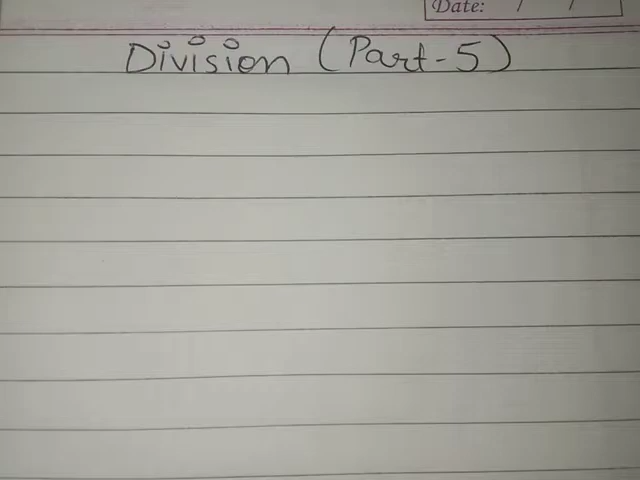 Date: / /
Division (Part-5)